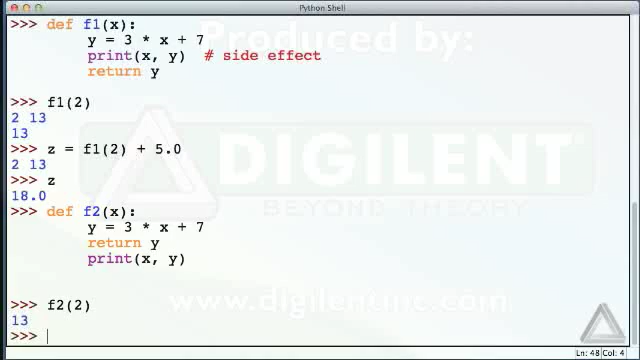 Python Shell
>>> def f1(x):
y = 3 * x + 7
print(x, y)  # side effect
return y
Produced by:
>>> f1(2)
2 13
13
>>> z = f1(2) + 5.0
2 13
>>> z
18.0
DIGILENT
BEYOND THEORY
>>> def f2(x):
y = 3 * x + 7
return y
print(x, y)
>>> f2(2)
www.digilentinc.com
13
>>>
Ln: 48 Col: 4